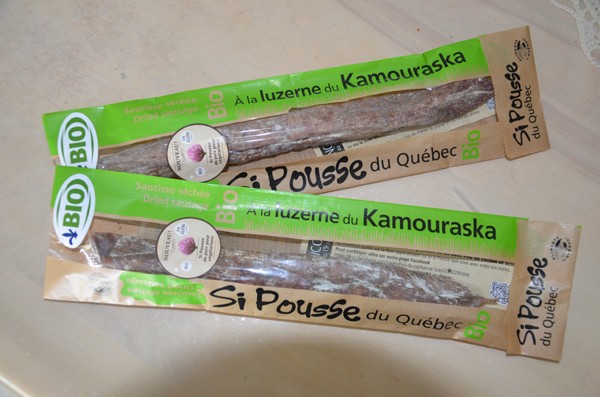 BIO
Saucisse séchée
Dried sausage
Bio
À la luzerne du Kamouraska
NOUVEAU!
Si Pousse du Québec Bio
Si Pousse
du Québec
BIO
Saucisse séchée
Dried sausage
Bio
À la luzerne du Kamouraska
NOUVEAU!
Si Pousse du Québec Bio
Si Pousse
du Québec